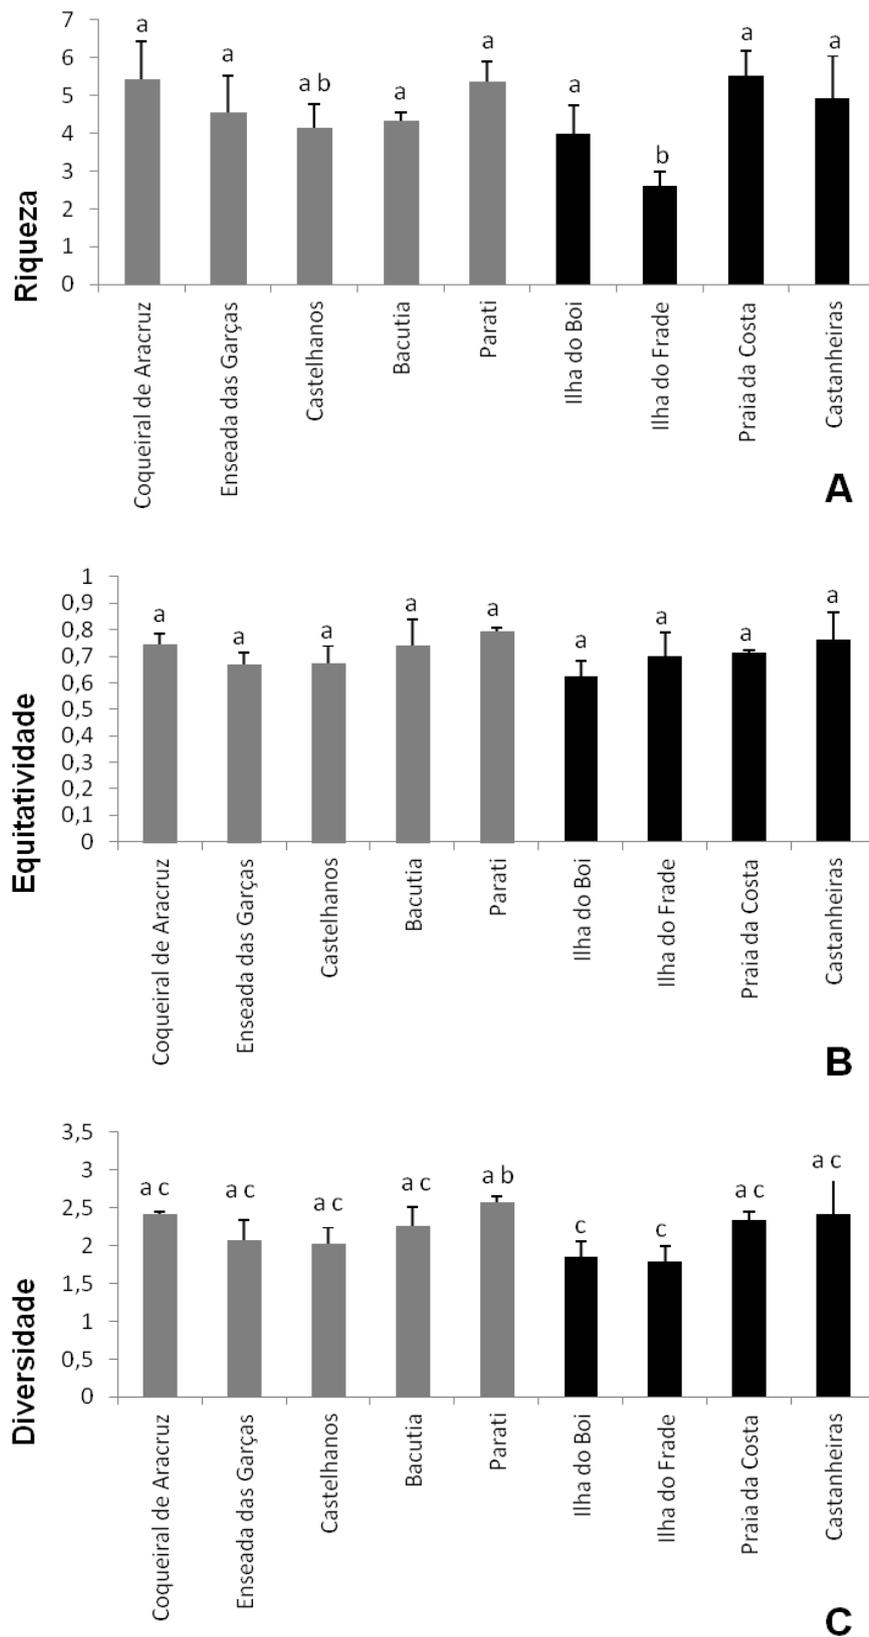 7
6
5
4
3
2
1
0
Riqueza
a
a
a b
a
a
a
b
a
a
Coqueiral de Aracruz
Enseada das Garças
Castelhanos
Bacutia
Parati
Ilha do Boi
Ilha do Frade
Praia da Costa
Castanheiras
A
1
0,9
0,8
0,7
0,6
0,5
0,4
0,3
0,2
0,1
0
Equitatividade
a
a
a
a
a
a
a
a
a
Coqueiral de Aracruz
Enseada das Garças
Castelhanos
Bacutia
Parati
Ilha do Boi
Ilha do Frade
Praia da Costa
Castanheiras
B
3,5
3
2,5
2
1,5
1
0,5
0
Diversidade
a c
a c
a c
a c
a b
c
c
a c
a c
Coqueiral de Aracruz
Enseada das Garças
Castelhanos
Bacutia
Parati
Ilha do Boi
Ilha do Frade
Praia da Costa
Castanheiras
C